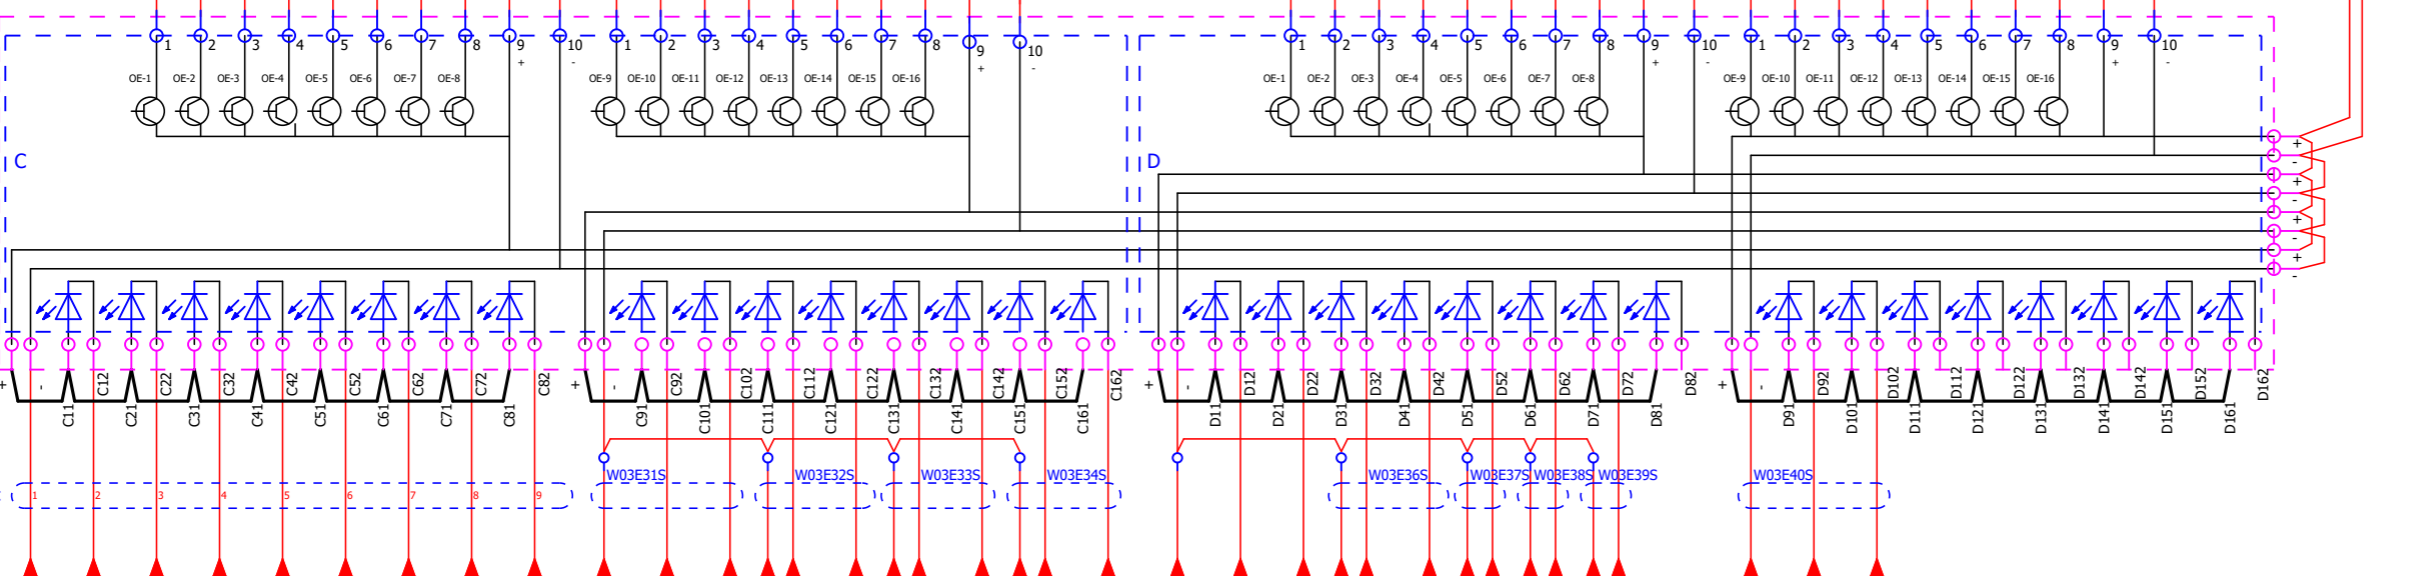 1 2 3 4 5 6 7 8 9 10 1 2 3 4 5 6 7 8 9 10 1 2 3 4 5 6 7 8 9 10 1 2 3 4 5 6 7 8 9 10
+ - + - + - + -
OE-1 OE-2 OE-3 OE-4 OE-5 OE-6 OE-7 OE-8 OE-9 OE-10 OE-11 OE-12 OE-13 OE-14 OE-15 OE-16 OE-1 OE-2 OE-3 OE-4 OE-5 OE-6 OE-7 OE-8 OE-9 OE-10 OE-11 OE-12 OE-13 OE-14 OE-15 OE-16
+
C D
-
+
-
+
-
+
-
+ - C12 C22 C32 C42 C52 C62 C72 C82 + - C92 C102 C112 C122 C132 C142 C152 C162 + - D12 D22 D32 D42 D52 D62 D72 D82 + - D92 D102 D112 D122 D132 D142 D152 D162
C11 C21 C31 C41 C51 C61 C71 C81 C91 C101 C111 C121 C131 C141 C151 C161 D11 D21 D31 D41 D51 D61 D71 D81 D91 D101 D111 D121 D131 D141 D151 D161
W03E31S W03E32S W03E33S W03E34S W03E36S W03E37S W03E38S W03E39S W03E40S
1 2 3 4 5 6 7 8 9